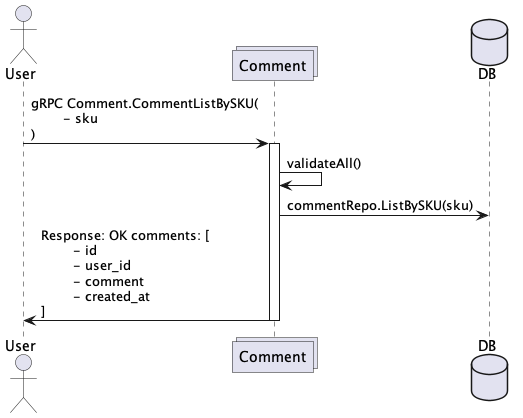 User
Comment
DB
gRPC Comment.CommentListBySKU(
- sku
)
validateAll()
commentRepo.ListBySKU(sku)
Response: OK comments: [
- id
- user_id
- comment
- created_at
]
User
Comment
DB